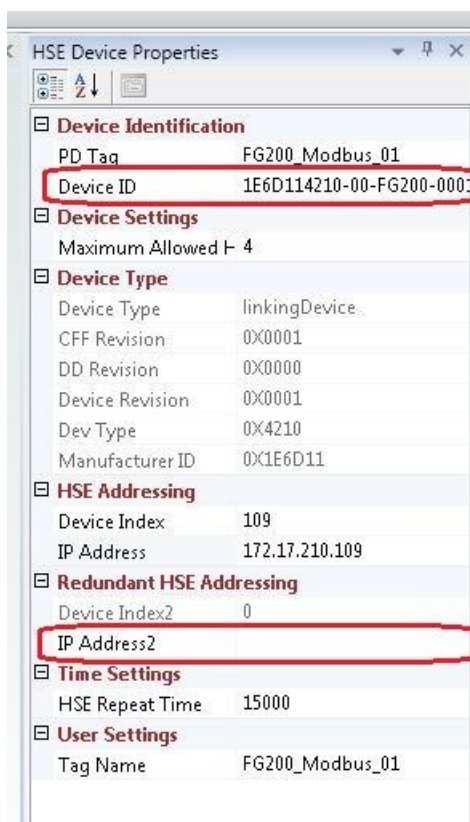 HSE Device Properties
Device Identification
PD Tag FG200_Modbus_01
Device ID 1E6D114210-00-FG200-0001
Device Settings
Maximum Allowed H 4
Device Type
Device Type linkingDevice
CFF Revision 0X0001
DD Revision 0X0000
Device Revision 0X0001
Dev Type 0X4210
Manufacturer ID 0X1E6D11
HSE Addressing
Device Index 109
IP Address 172.17.210.109
Redundant HSE Addressing
Device Index2 0
IP Address2
Time Settings
HSE Repeat Time 15000
User Settings
Tag Name FG200_Modbus_01